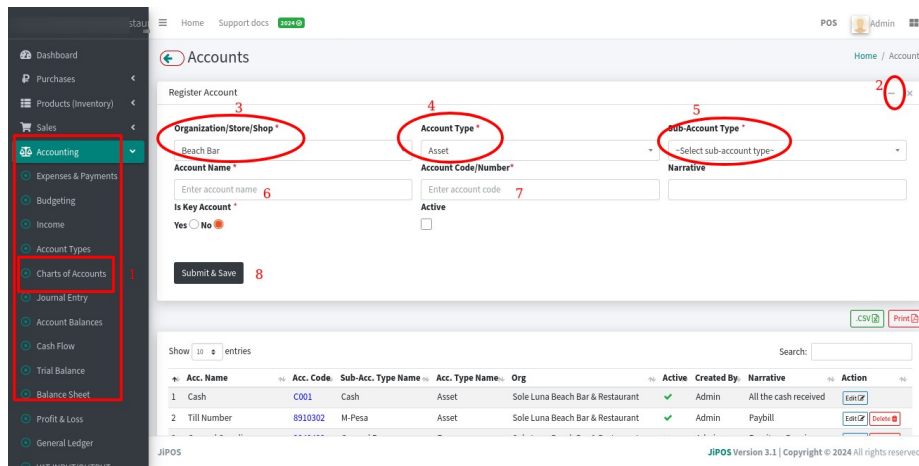 stau
Home Support docs 2024
POS Admin
Dashboard
Purchases
Products (Inventory)
Sales
Accounting
Expenses & Payments
Budgeting
Income
Account Types
Charts of Accounts 1
Journal Entry
Account Balances
Cash Flow
Trial Balance
Balance Sheet
Profit & Loss
General Ledger
Accounts
Home / Account
Register Account
2 – ×
3 4 5
Organization/Store/Shop * Account Type * Sub-Account Type *
Beach Bar Asset ~Select sub-account type~
Account Name * Account Code/Number* Narrative
Enter account name 6 Enter account code 7
Is Key Account * Active
Yes No
Submit & Save 8
.CSV Print
Show 10 entries Search:
Acc. Name Acc. Code Sub-Acc. Type Name Acc. Type Name Org Active Created By Narrative Action
1 Cash C001 Cash Asset Sole Luna Beach Bar & Restaurant Admin All the cash received Edit
2 Till Number 8910302 M-Pesa Asset Sole Luna Beach Bar & Restaurant Admin Paybill Edit Delete
JiPOS JiPOS Version 3.1 | Copyright © 2024 All rights reserved